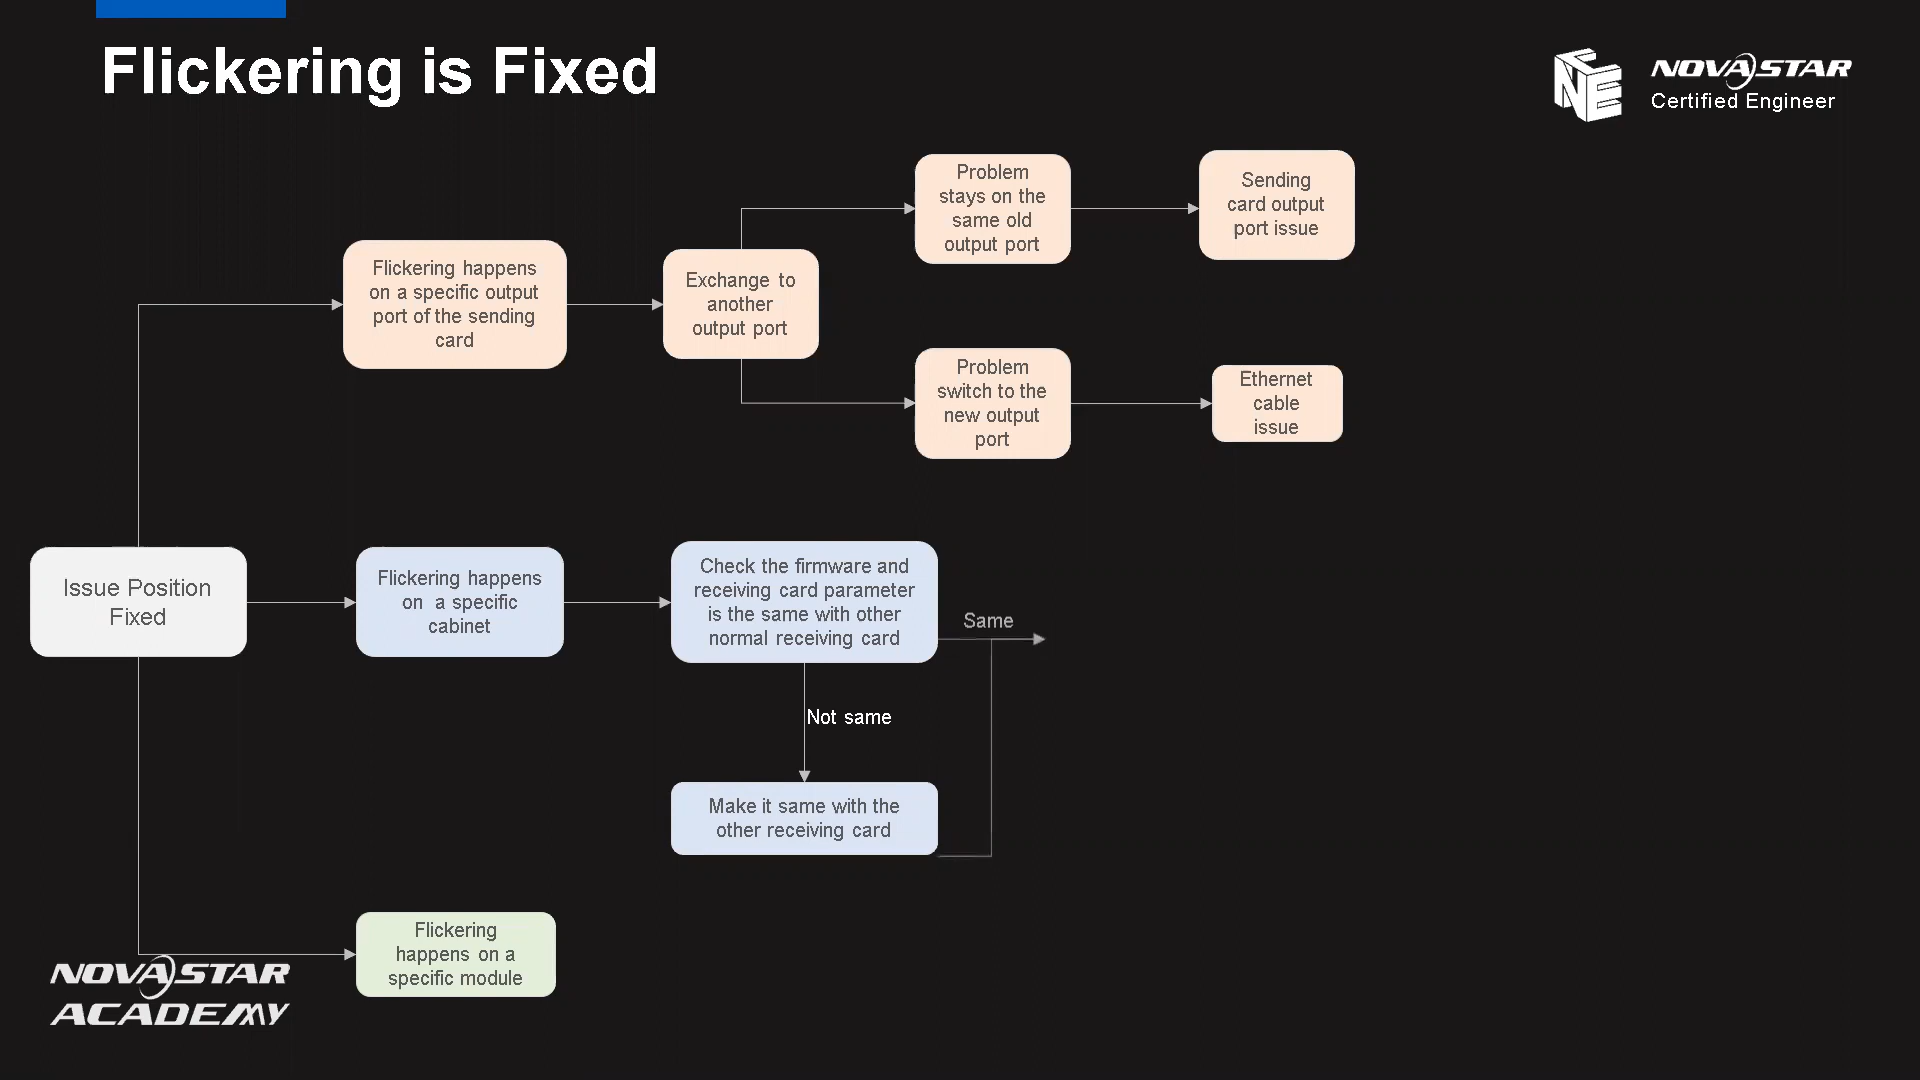 Flickering is Fixed
NOVASTAR
Certified Engineer
Problem
stays on the
same old
output port
Sending
card output
port issue
Flickering happens
on a specific output
port of the sending
card
Exchange to
another
output port
Problem
switch to the
new output
port
Ethernet
cable
issue
Issue Position
Fixed
Flickering happens
on a specific
cabinet
Check the firmware and
receiving card parameter
is the same with other
normal receiving card
Same
Not same
Make it same with the
other receiving card
Flickering
happens on a
specific module
NOVASTAR
ACADEMY